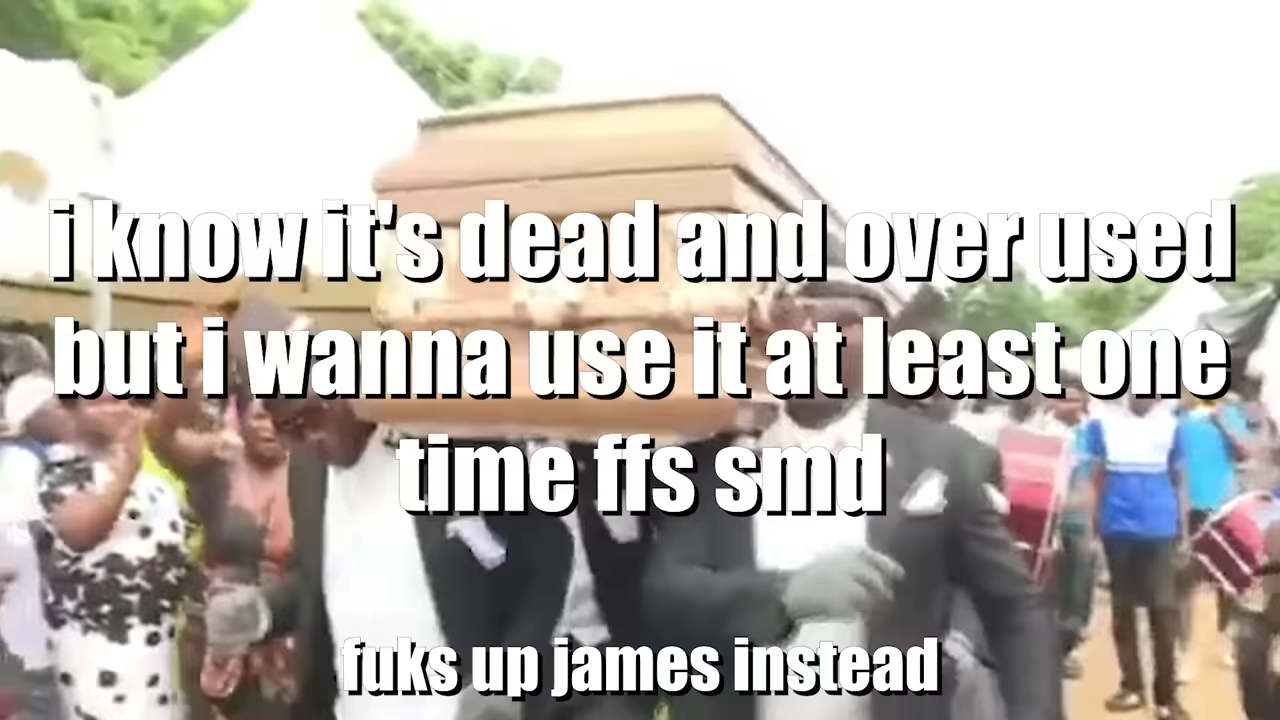 i know it's dead and over used
but i wanna use it at least one
time ffs smd
fuks up james instead